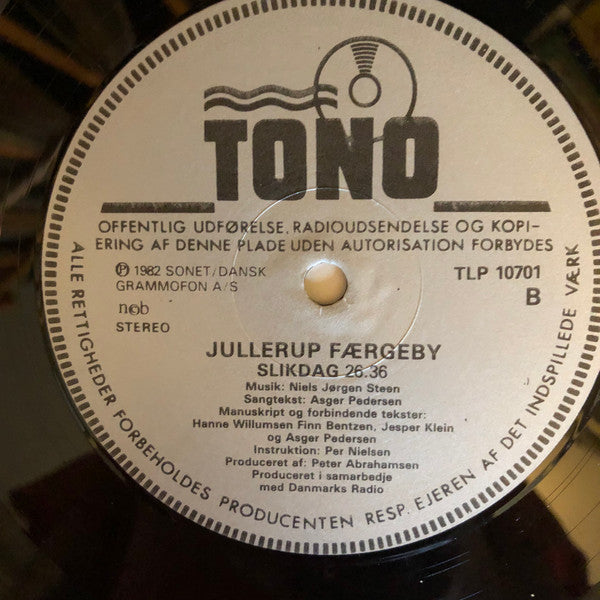 TONO
OFFENTLIG UDFØRELSE, RADIOUDSENDELSE OG KOPI-
ERING AF DENNE PLADE UDEN AUTORISATION FORBYDES
℗ 1982 SONET/DANSK
GRAMMOFON A/S
TLP 10701
B
n©b
STEREO
JULLERUP FÆRGEBY
SLIKDAG 26.36
Musik: Niels Jørgen Steen
Sangtekst: Asger Pedersen
Manuskript og forbindende tekster:
Hanne Willumsen Finn Bentzen, Jesper Klein
og Asger Pedersen
Instruktion: Per Nielsen
Produceret af: Peter Abrahamsen
Produceret i samarbedje
med Danmarks Radio
ALLE RETTIGHEDER FORBEHOLDES PRODUCENTEN RESP. EJEREN AF DET INDSPILLEDE VÆRK